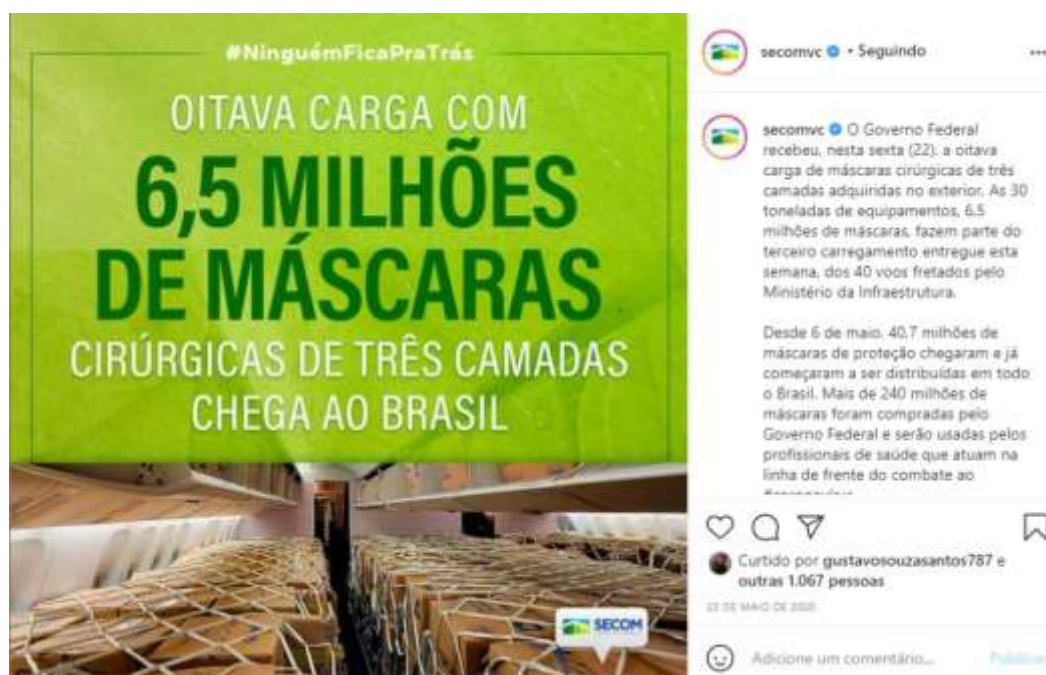 #NinguémFicaPraTrás
OITAVA CARGA COM
6,5 MILHÕES
DE MÁSCARAS
CIRÚRGICAS DE TRÊS CAMADAS
CHEGA AO BRASIL
SECOM
secomvc • Seguindo
secomvc O Governo Federal
recebeu, nesta sexta (22), a oitava
carga de máscaras cirúrgicas de três
camadas adquiridas no exterior. As 30
toneladas de equipamentos, 6,5
milhões de máscaras, fazem parte do
terceiro carregamento entregue esta
semana, dos 40 voos fretados pelo
Ministério da Infraestrutura.
Desde 6 de maio, 40,7 milhões de
máscaras de proteção chegaram e já
começaram a ser distribuídas em todo
o Brasil. Mais de 240 milhões de
máscaras foram compradas pelo
Governo Federal e serão usadas pelos
profissionais de saúde que atuam na
linha de frente do combate ao
Curtido por gustavosouzasantos787 e
outras 1.067 pessoas
DE MAIO DE 2020
Adicione um comentário...
Publicar